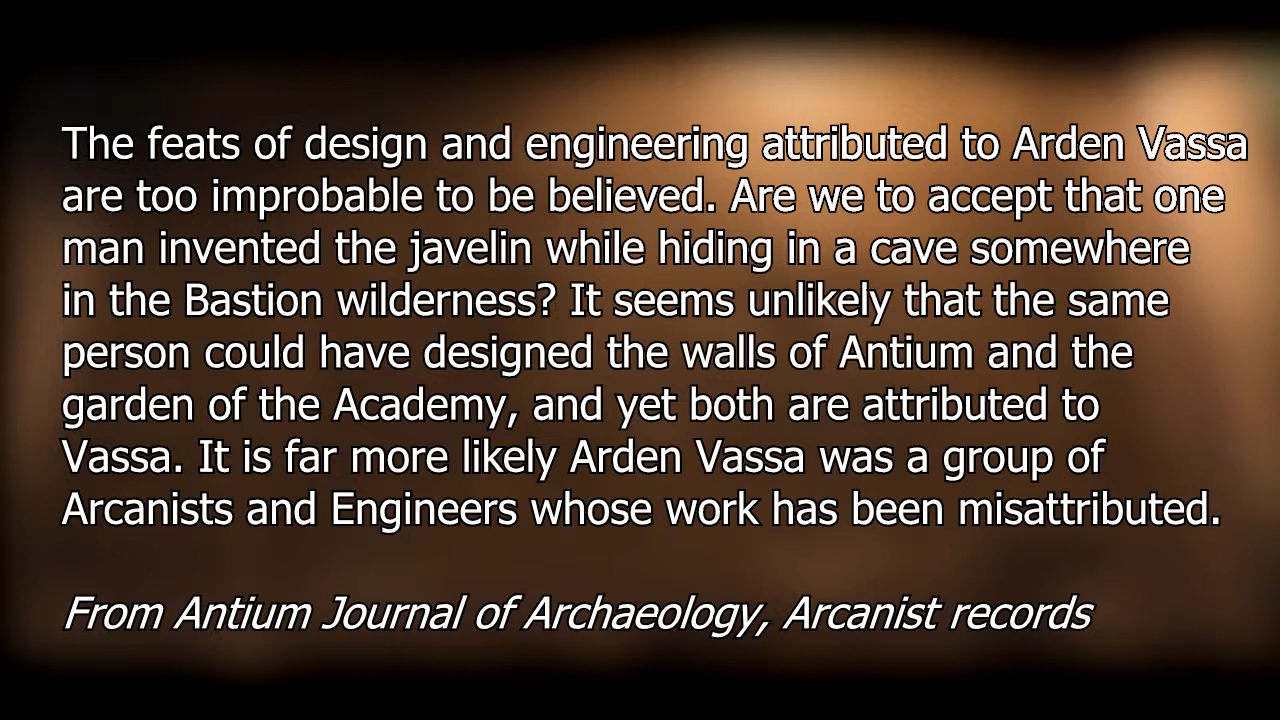 The feats of design and engineering attributed to Arden Vassa
are too improbable to be believed. Are we to accept that one
man invented the javelin while hiding in a cave somewhere
in the Bastion wilderness? It seems unlikely that the same
person could have designed the walls of Antium and the
garden of the Academy, and yet both are attributed to
Vassa. It is far more likely Arden Vassa was a group of
Arcanists and Engineers whose work has been misattributed.
From Antium Journal of Archaeology, Arcanist records